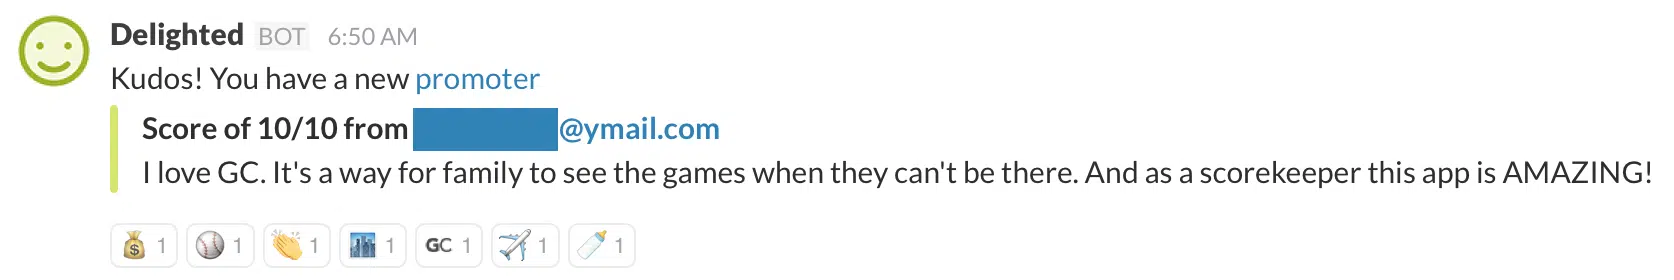 Delighted BOT 6:50 AM
Kudos! You have a new promoter
Score of 10/10 from @ymail.com
I love GC. It's a way for family to see the games when they can't be there. And as a scorekeeper this app is AMAZING!
1 1 1 1 GC 1 1 1